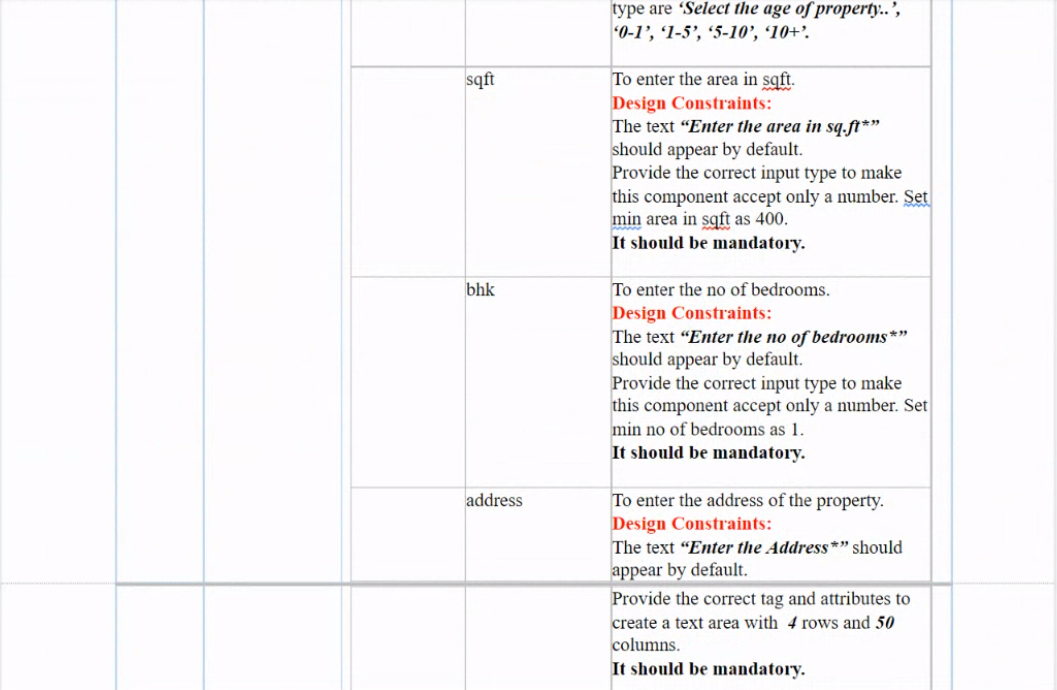 type are ‘Select the age of property..’,
‘0-1’, ‘1-5’, ‘5-10’, ‘10+’.
sqft
To enter the area in sqft.
Design Constraints:
The text “Enter the area in sq.ft*”
should appear by default.
Provide the correct input type to make
this component accept only a number. Set
min area in sqft as 400.
It should be mandatory.
bhk
To enter the no of bedrooms.
Design Constraints:
The text “Enter the no of bedrooms*”
should appear by default.
Provide the correct input type to make
this component accept only a number. Set
min no of bedrooms as 1.
It should be mandatory.
address
To enter the address of the property.
Design Constraints:
The text “Enter the Address*” should
appear by default.
Provide the correct tag and attributes to
create a text area with 4 rows and 50
columns.
It should be mandatory.